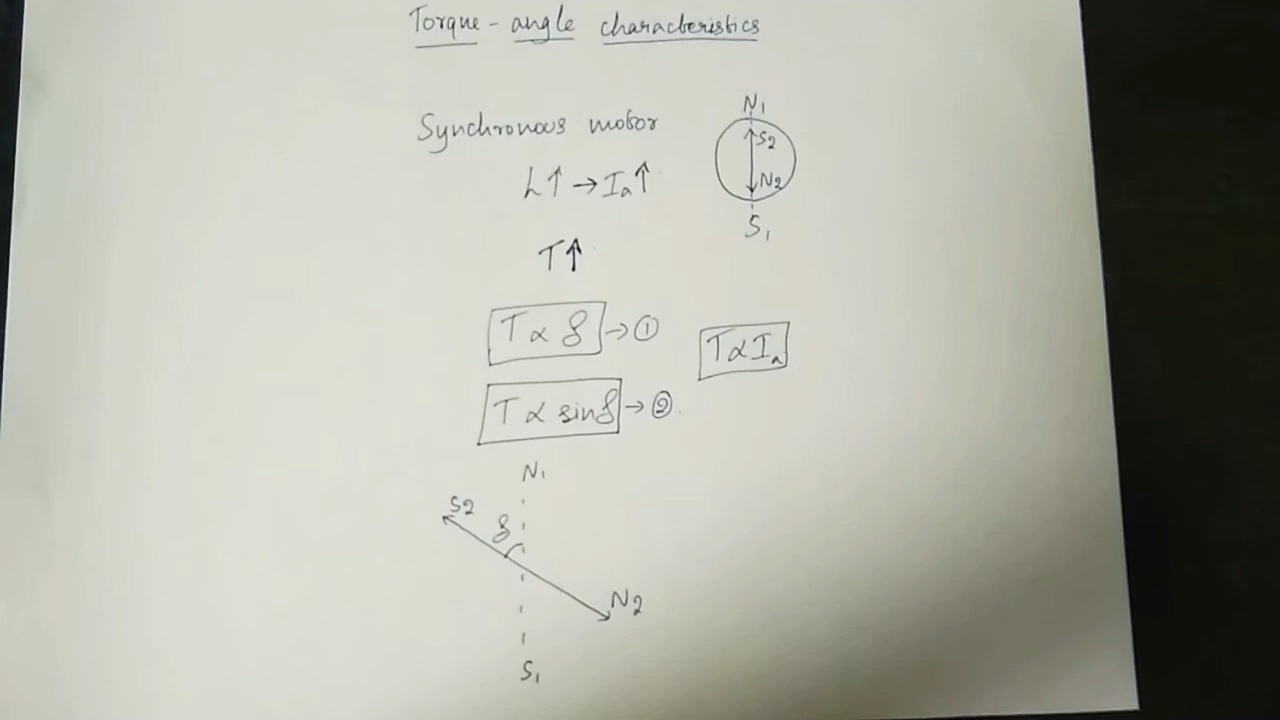 Torque - angle characteristics
Synchronous motor
L↑ → Ia↑
T↑
T ∝ δ → ①
T ∝ Ia
T ∝ sinδ → ②
N1
S2
N2
S1
N1
S2
δ
N2
S1